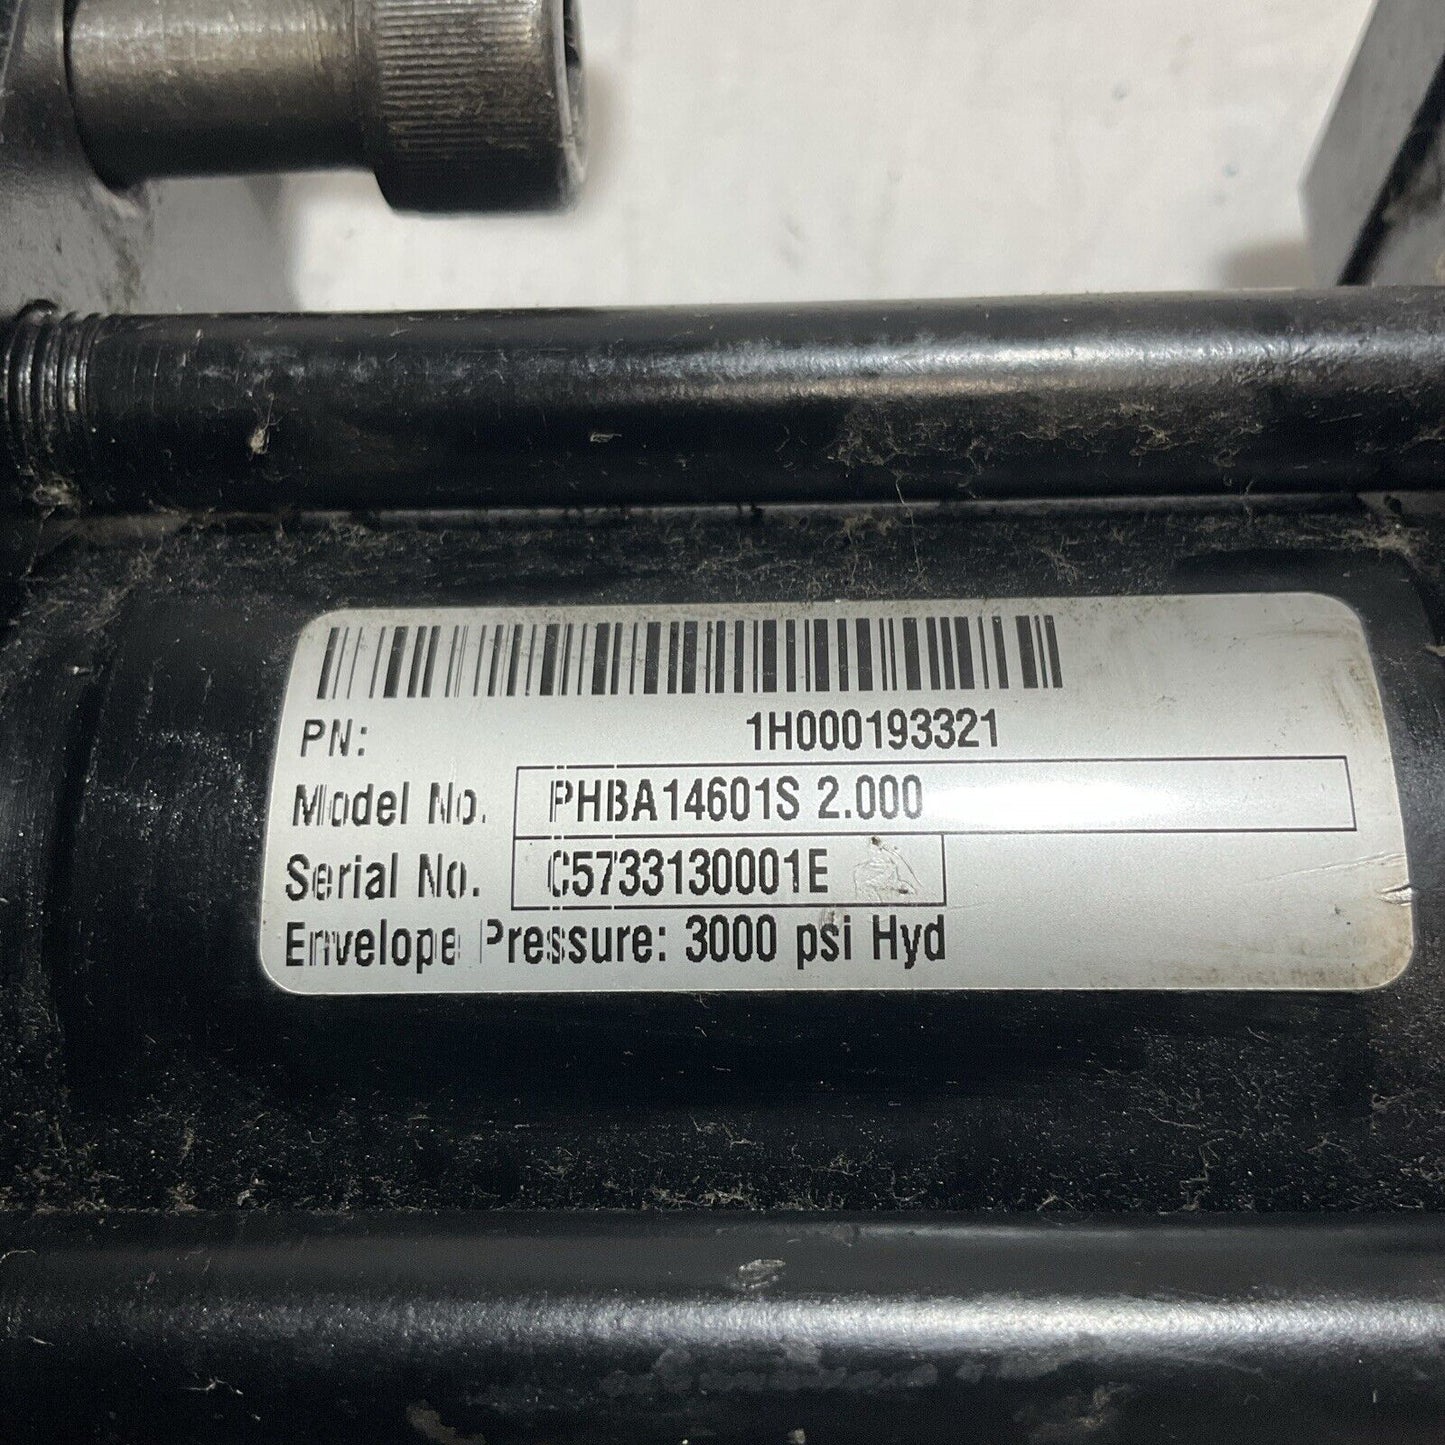 PN: 1H000193321
Model No. PHBA14601S 2.000
Serial No. C5733130001E
Envelope Pressure: 3000 psi Hyd